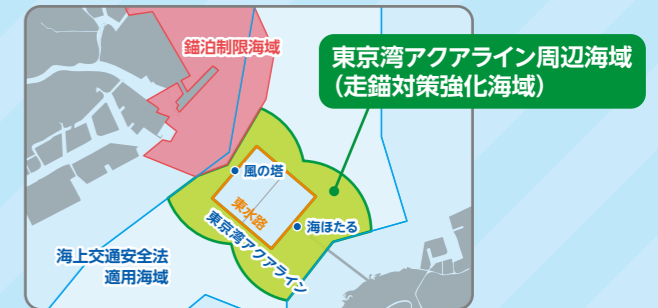 錨泊制限海域
東京湾アクアライン周辺海域
（走錨対策強化海域）
風の塔
東水路
海ほたる
東京湾アクアライン
海上交通安全法
適用海域